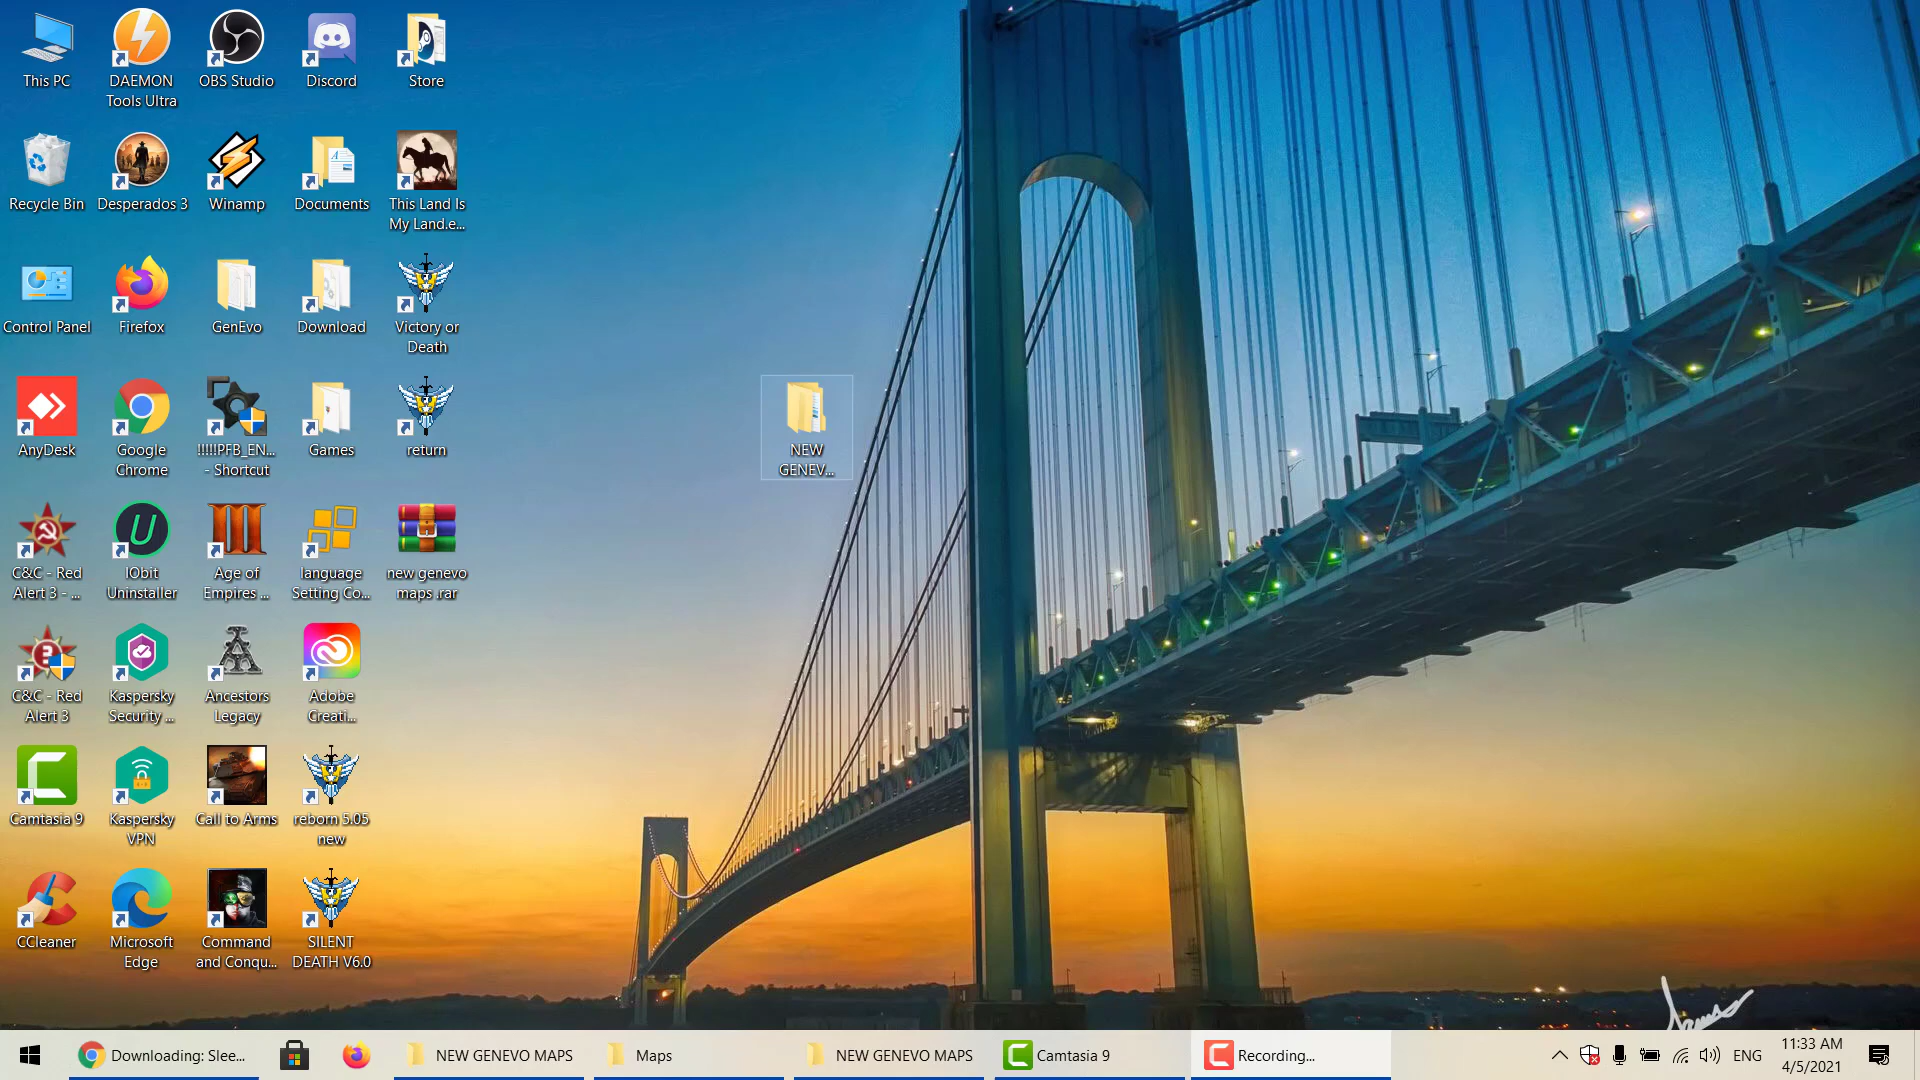 This PC
DAEMON
Tools Ultra
OBS Studio
Discord
Store
Recycle Bin
Desperados 3
Winamp
Documents
This Land Is
My Land.e...
Control Panel
Firefox
GenEvo
Download
Victory or
Death
AnyDesk
Google
Chrome
!!!!!PFB_EN...
- Shortcut
Games
return
NEW
GENEV...
C&C - Red
Alert 3 - ...
IObit
Uninstaller
Age of
Empires ...
language
Setting Co...
new genevo
maps .rar
C&C - Red
Alert 3
Kaspersky
Security ...
Ancestors
Legacy
Adobe
Creati...
Camtasia 9
Kaspersky
VPN
Call to Arms
reborn 5.05
new
CCleaner
Microsoft
Edge
Command
and Conqu...
SILENT
DEATH V6.0
Downloading: Slee...
NEW GENEVO MAPS
Maps
NEW GENEVO MAPS
Camtasia 9
Recording...
ENG
11:33 AM
4/5/2021